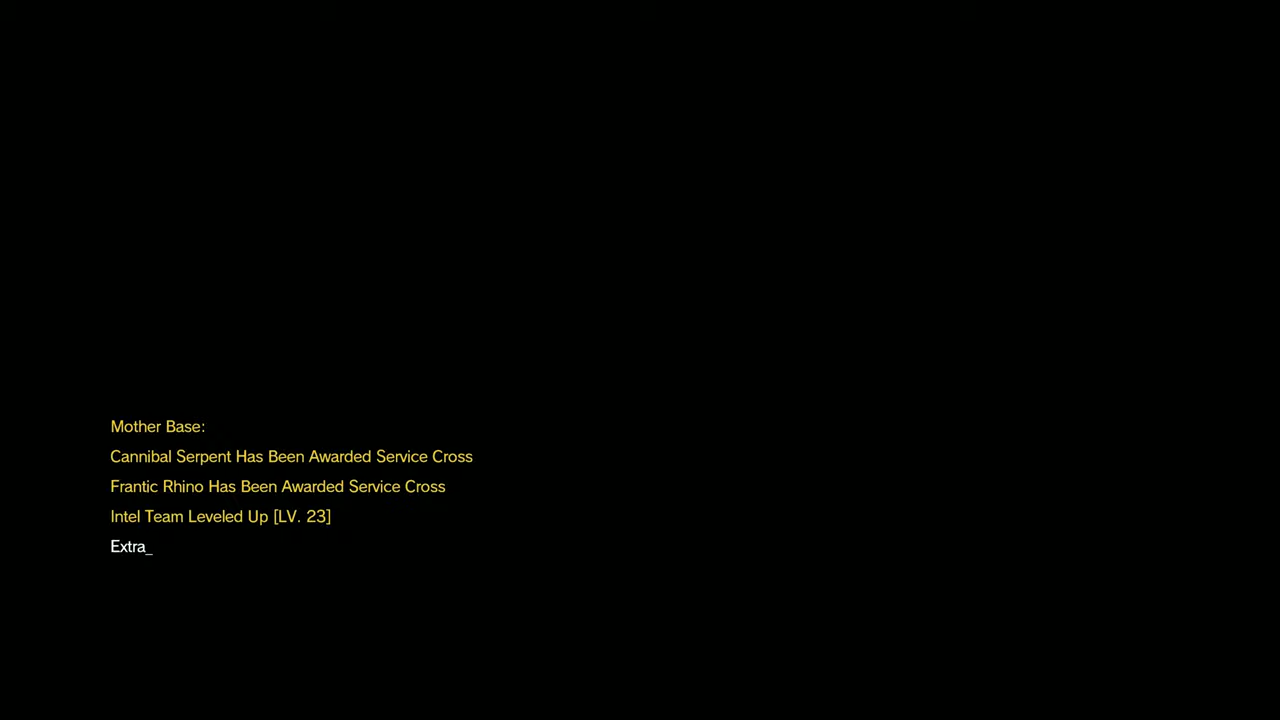 Mother Base:
Cannibal Serpent Has Been Awarded Service Cross
Frantic Rhino Has Been Awarded Service Cross
Intel Team Leveled Up [LV. 23]
Extra_